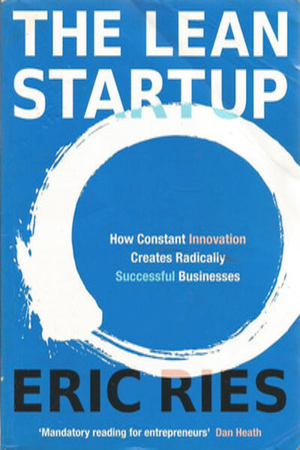 THE LEAN
STARTUP
How Constant Innovation
Creates Radically
Successful Businesses
ERIC RIES
'Mandatory reading for entrepreneurs' Dan Heath